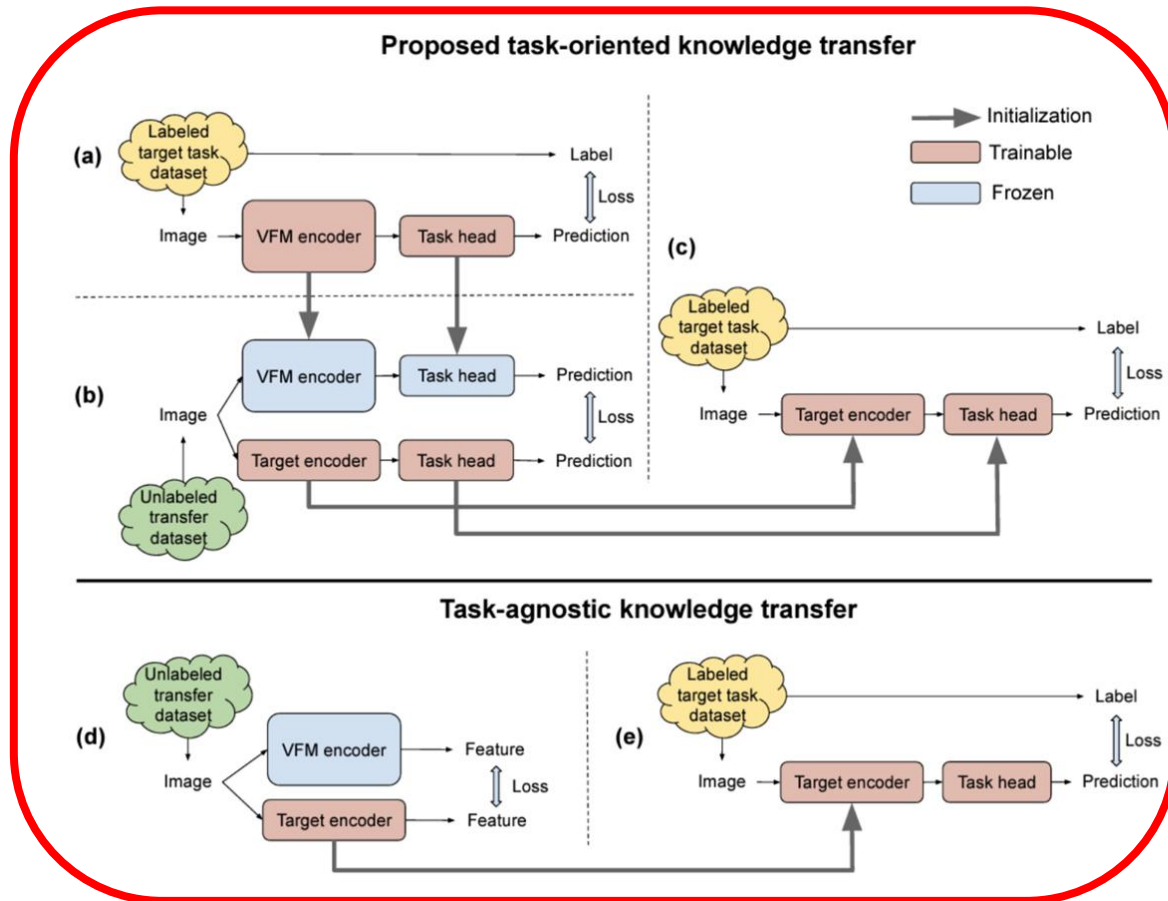 Proposed task-oriented knowledge transfer
Initialization
Trainable
Frozen
(a)
Labeled
target task
dataset
Label
Loss
Image
VFM encoder
Task head
Prediction
(b)
Image
VFM encoder
Task head
Prediction
Loss
Target encoder
Task head
Prediction
Unlabeled
transfer
dataset
(c)
Labeled
target task
dataset
Label
Loss
Image
Target encoder
Task head
Prediction
Task-agnostic knowledge transfer
(d)
Unlabeled
transfer
dataset
Image
VFM encoder
Feature
Loss
Target encoder
Feature
(e)
Labeled
target task
dataset
Label
Loss
Image
Target encoder
Task head
Prediction